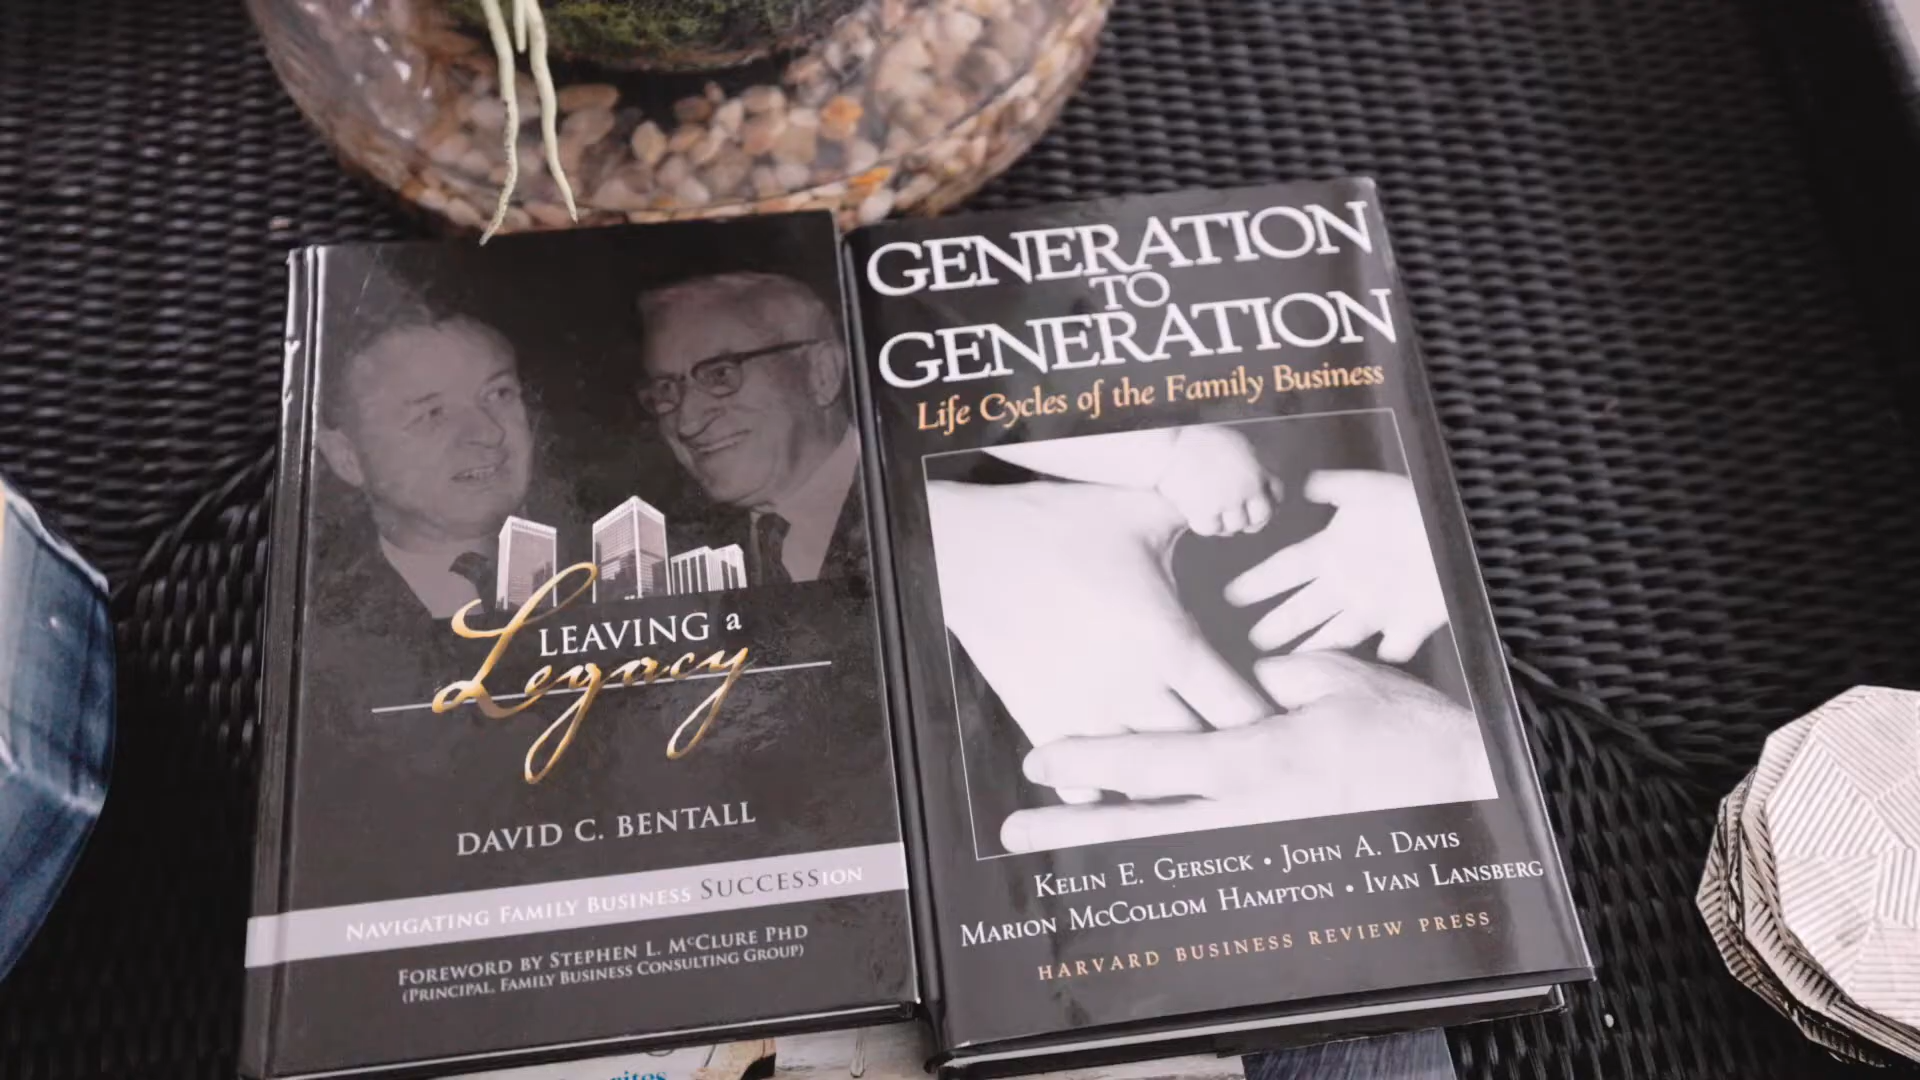 LEAVING a
Legacy
DAVID C. BENTALL
NAVIGATING FAMILY BUSINESS SUCCESSION
FOREWORD BY STEPHEN L. McCLURE PHD
(PRINCIPAL, FAMILY BUSINESS CONSULTING GROUP)
GENERATION
TO
GENERATION
Life Cycles of the Family Business
KELIN E. GERSICK • JOHN A. DAVIS
MARION MCCOLLOM HAMPTON • IVAN LANSBERG
HARVARD BUSINESS REVIEW PRESS